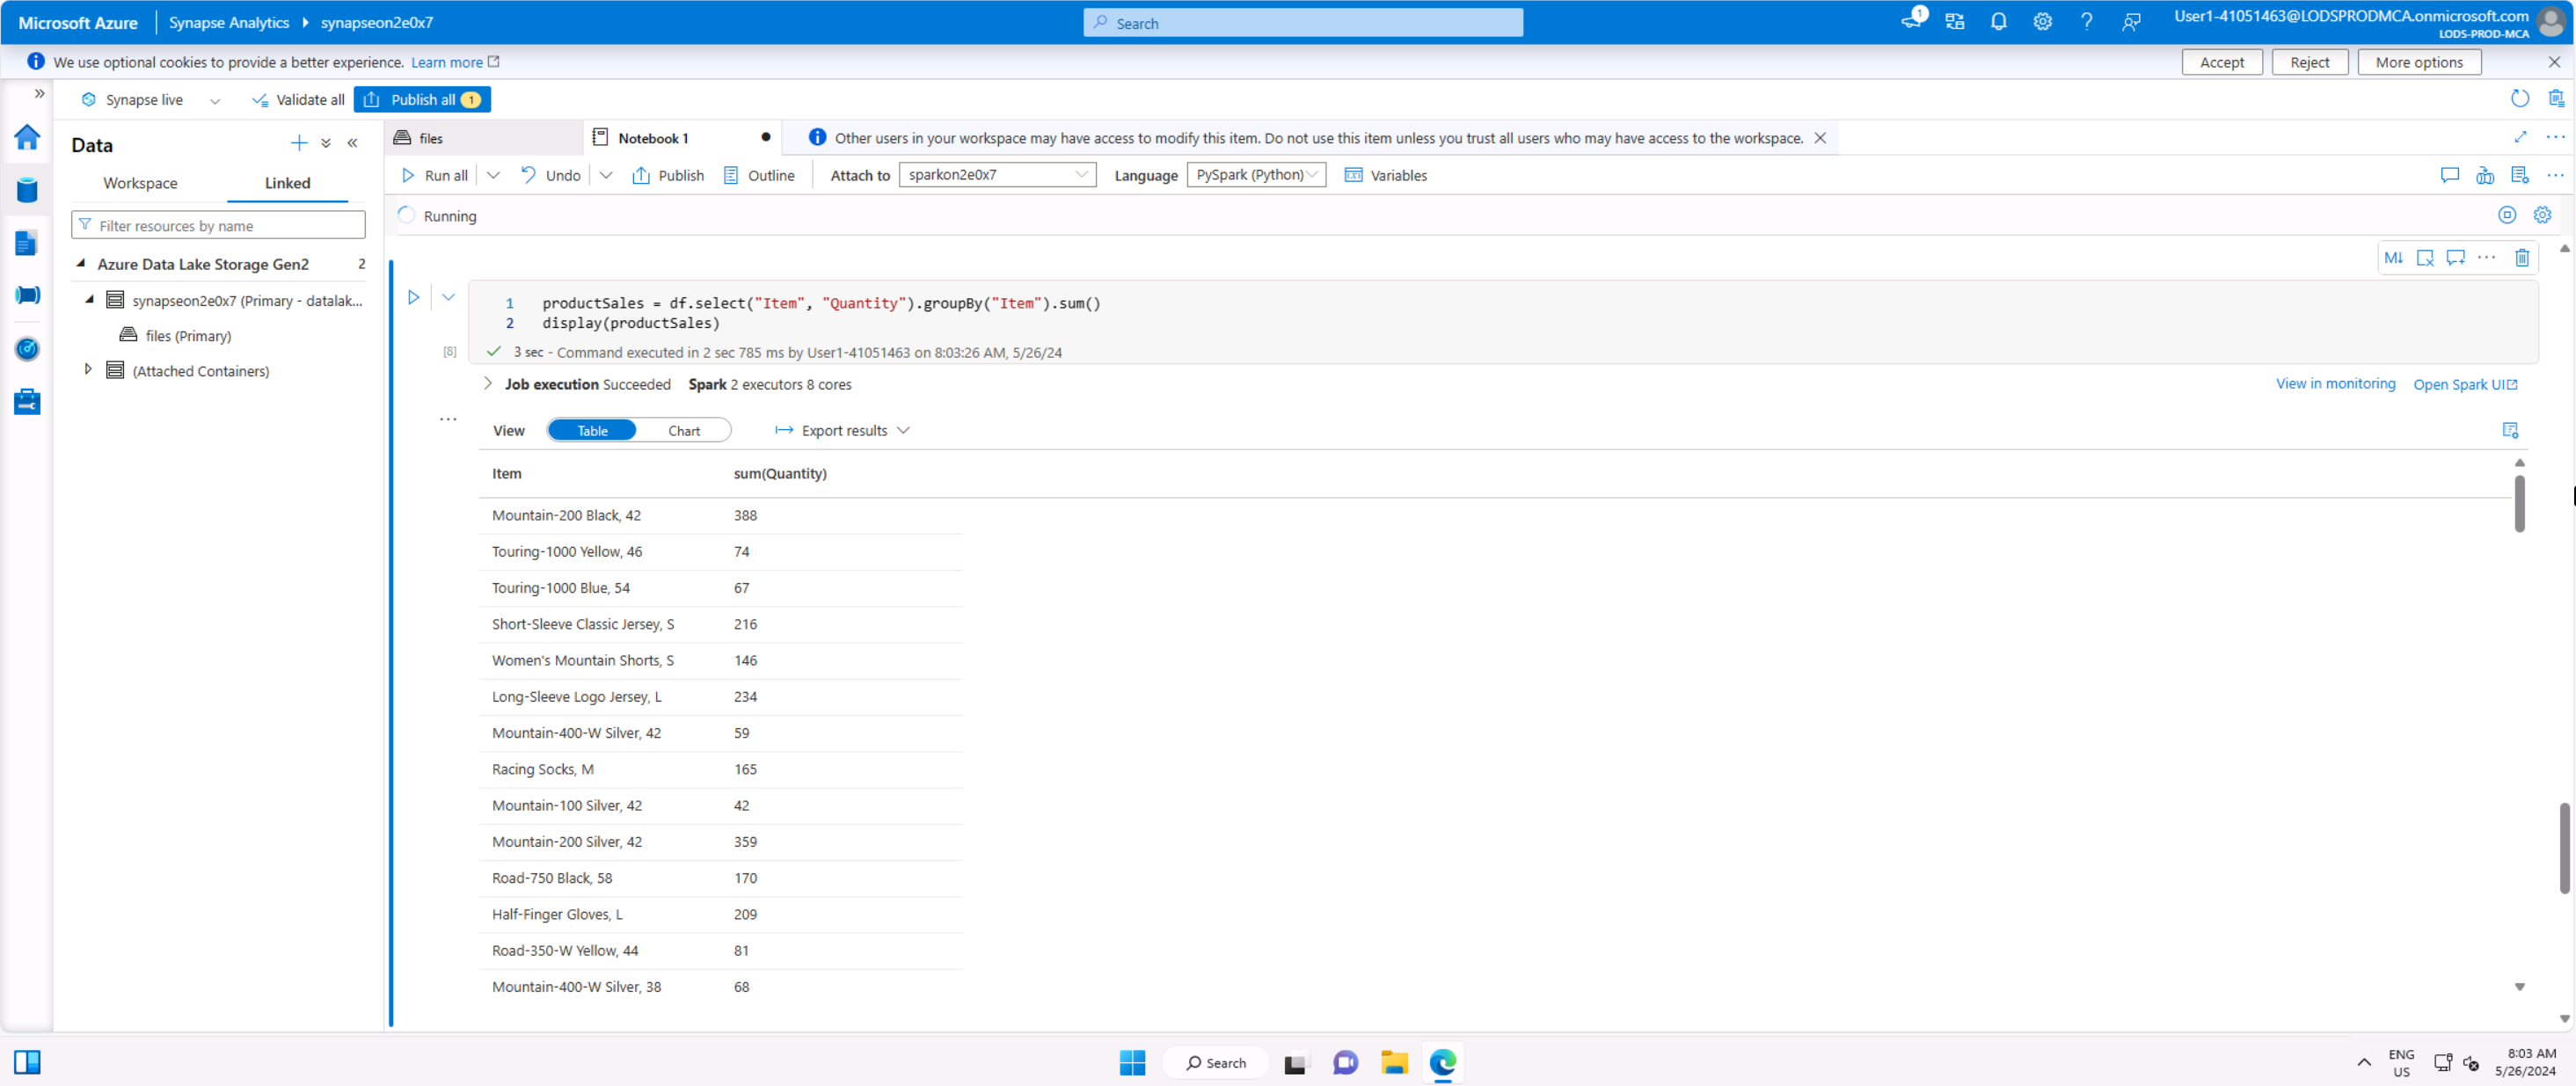 Microsoft Azure
Synapse Analytics
synapseon2e0x7
Search
1
User1-41051463@LODSPRODMCA.onmicrosoft.com
LODS-PROD-MCA
We use optional cookies to provide a better experience. Learn more
Accept
Reject
More options
Synapse live
Validate all
Publish all 1
Data
Workspace
Linked
Filter resources by name
Azure Data Lake Storage Gen2 2
synapseon2e0x7 (Primary - datalak...
files (Primary)
(Attached Containers)
files
Notebook 1
Other users in your workspace may have access to modify this item. Do not use this item unless you trust all users who may have access to the workspace.
Run all
Undo
Publish
Outline
Attach to sparkon2e0x7
Language PySpark (Python)
Variables
Running
M↓
1 productSales = df.select("Item", "Quantity").groupBy("Item").sum()
2 display(productSales)
[8] 3 sec - Command executed in 2 sec 785 ms by User1-41051463 on 8:03:26 AM, 5/26/24
Job execution Succeeded Spark 2 executors 8 cores
View in monitoring
Open Spark UI
View
Table
Chart
Export results
Item sum(Quantity)
Mountain-200 Black, 42 388
Touring-1000 Yellow, 46 74
Touring-1000 Blue, 54 67
Short-Sleeve Classic Jersey, S 216
Women's Mountain Shorts, S 146
Long-Sleeve Logo Jersey, L 234
Mountain-400-W Silver, 42 59
Racing Socks, M 165
Mountain-100 Silver, 42 42
Mountain-200 Silver, 42 359
Road-750 Black, 58 170
Half-Finger Gloves, L 209
Road-350-W Yellow, 44 81
Mountain-400-W Silver, 38 68
Search
ENG
US
8:03 AM
5/26/2024